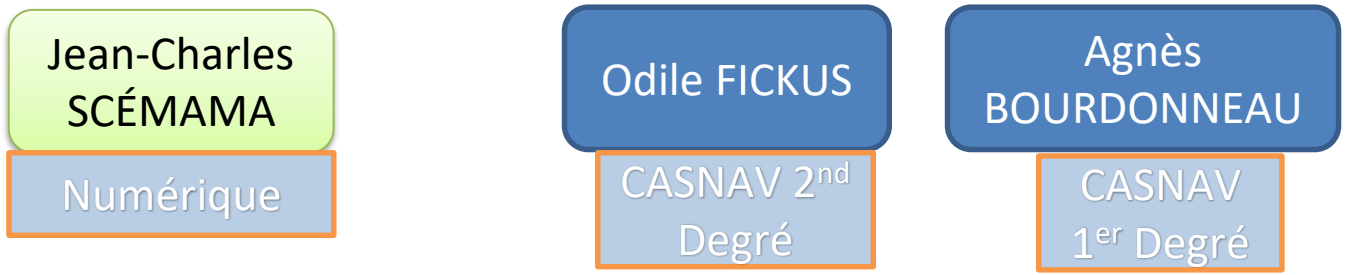 Jean-Charles
SCÉMAMA
Numérique
Odile FICKUS
CASNAV 2nd
Degré
Agnès
BOURDONNEAU
CASNAV
1er Degré